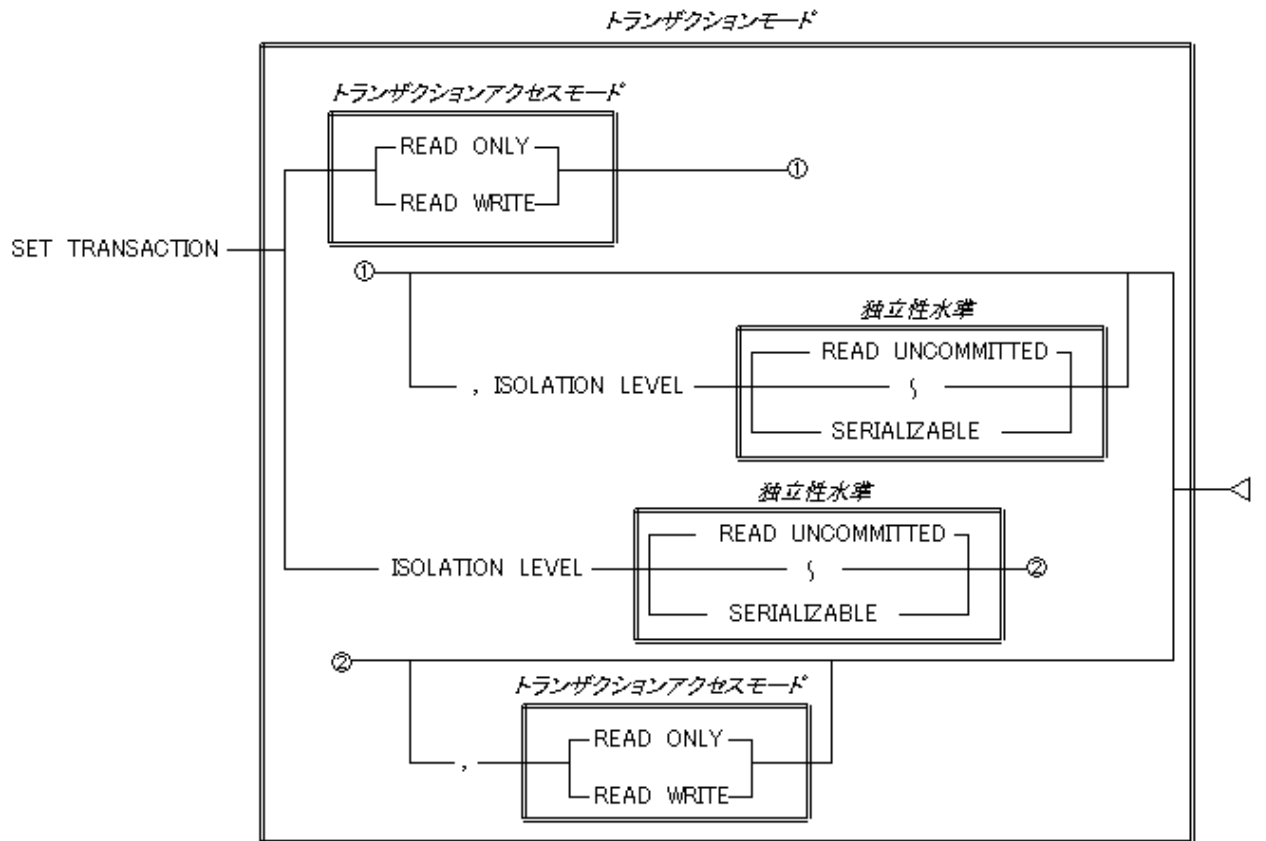 トランザクションモード
トランザクションアクセスモード
READ ONLY
①
READ WRITE
SET TRANSACTION
①
独立性水準
READ UNCOMMITTED
, ISOLATION LEVEL
∫
SERIALIZABLE
独立性水準
READ UNCOMMITTED
ISOLATION LEVEL
∫
②
SERIALIZABLE
②
トランザクションアクセスモード
READ ONLY
,
READ WRITE